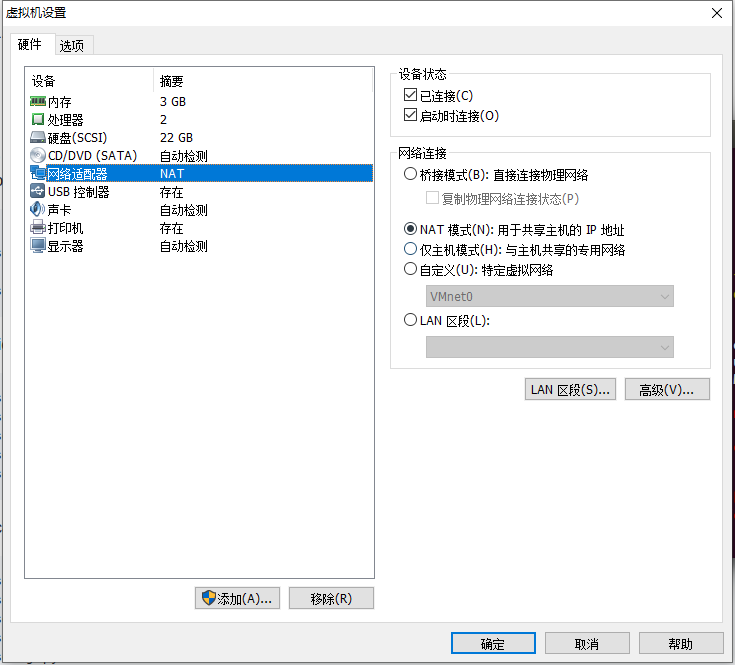 虚拟机设置
硬件 选项
设备 摘要
内存 3 GB
处理器 2
硬盘(SCSI) 22 GB
CD/DVD (SATA) 自动检测
网络适配器 NAT
USB 控制器 存在
声卡 自动检测
打印机 存在
显示器 自动检测
添加(A)... 移除(R)
设备状态
已连接(C)
启动时连接(O)
网络连接
桥接模式(B): 直接连接物理网络
复制物理网络连接状态(P)
NAT 模式(N): 用于共享主机的 IP 地址
仅主机模式(H): 与主机共享的专用网络
自定义(U): 特定虚拟网络
VMnet0
LAN 区段(L):
LAN 区段(S)... 高级(V)...
确定 取消 帮助